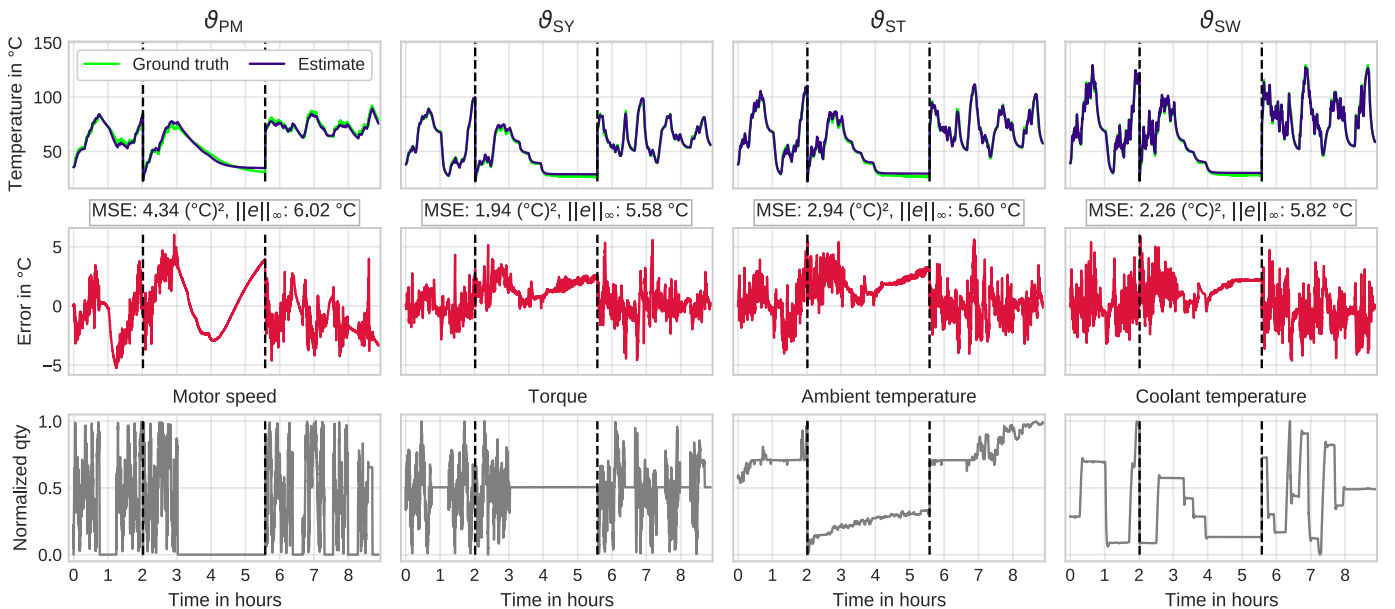 ϑPM ϑSY ϑST ϑSW
Temperature in °C
150
100
50
Ground truth Estimate
MSE: 4.34 (°C)², ||e||∞: 6.02 °C
MSE: 1.94 (°C)², ||e||∞: 5.58 °C
MSE: 2.94 (°C)², ||e||∞: 5.60 °C
MSE: 2.26 (°C)², ||e||∞: 5.82 °C
Error in °C
5
0
−5
Motor speed Torque Ambient temperature Coolant temperature
Normalized qty
1.0
0.5
0.0
0 1 2 3 4 5 6 7 8
0 1 2 3 4 5 6 7 8
0 1 2 3 4 5 6 7 8
0 1 2 3 4 5 6 7 8
Time in hours Time in hours Time in hours Time in hours